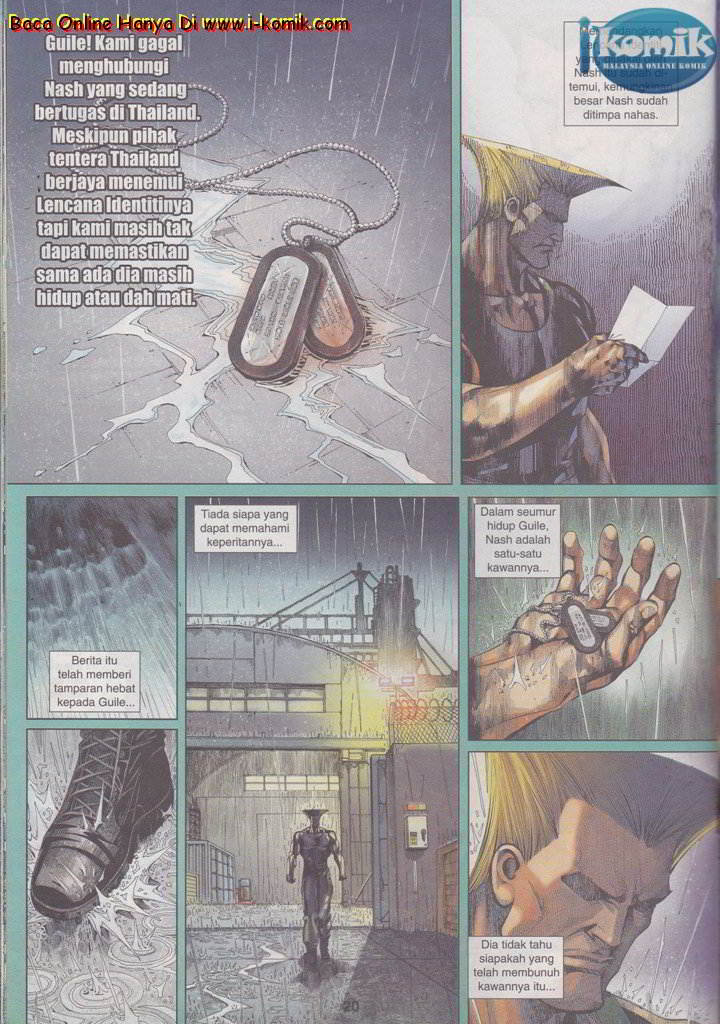 Baca Online Hanya Di www.i-komik.com
Guile! Kami gagal
menghubungi
Nash yang sedang
bertugas di Thailand.
Meskipun pihak
tentera Thailand
berjaya menemui
Lencana Identitinya
tapi kami masih tak
dapat memastikan
sama ada dia masih
hidup atau dah mati.
ikomik
MALAYSIA ONLINE KOMIK
Nash itu sudah di-
temui,
besar Nash sudah
ditimpa nahas.
Berita itu
telah memberi
tamparan hebat
kepada Guile...
Tiada siapa yang
dapat memahami
keperitannya...
Dalam seumur
hidup Guile,
Nash adalah
satu-satu
kawannya...
Dia tidak tahu
siapakah yang
telah membunuh
kawannya itu...
20